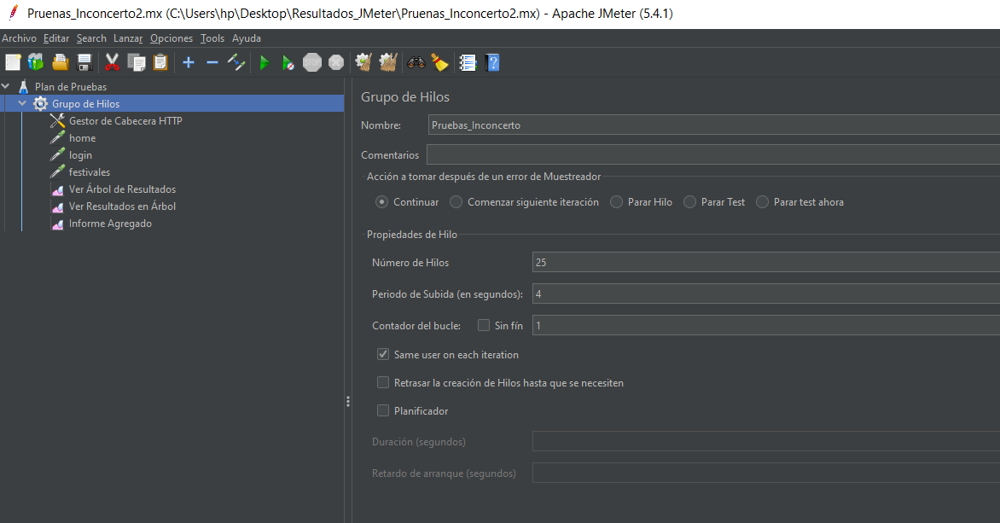 Pruenas_Inconcerto2.mx (C:\Users\hp\Desktop\Resultados_JMeter\Pruenas_Inconcerto2.mx) - Apache JMeter (5.4.1)
Archivo Editar Search Lanzar Opciones Tools Ayuda
STOP
Plan de Pruebas
Grupo de Hilos
Gestor de Cabecera HTTP
home
login
festivales
Ver Árbol de Resultados
Ver Resultados en Árbol
Informe Agregado
Grupo de Hilos
Nombre: Pruebas_Inconcerto
Comentarios
Acción a tomar después de un error de Muestreador
Continuar Comenzar siguiente iteración Parar Hilo Parar Test Parar test ahora
Propiedades de Hilo
Número de Hilos 25
Periodo de Subida (en segundos): 4
Contador del bucle: Sin fín 1
Same user on each iteration
Retrasar la creación de Hilos hasta que se necesiten
Planificador
Duración (segundos)
Retardo de arranque (segundos)